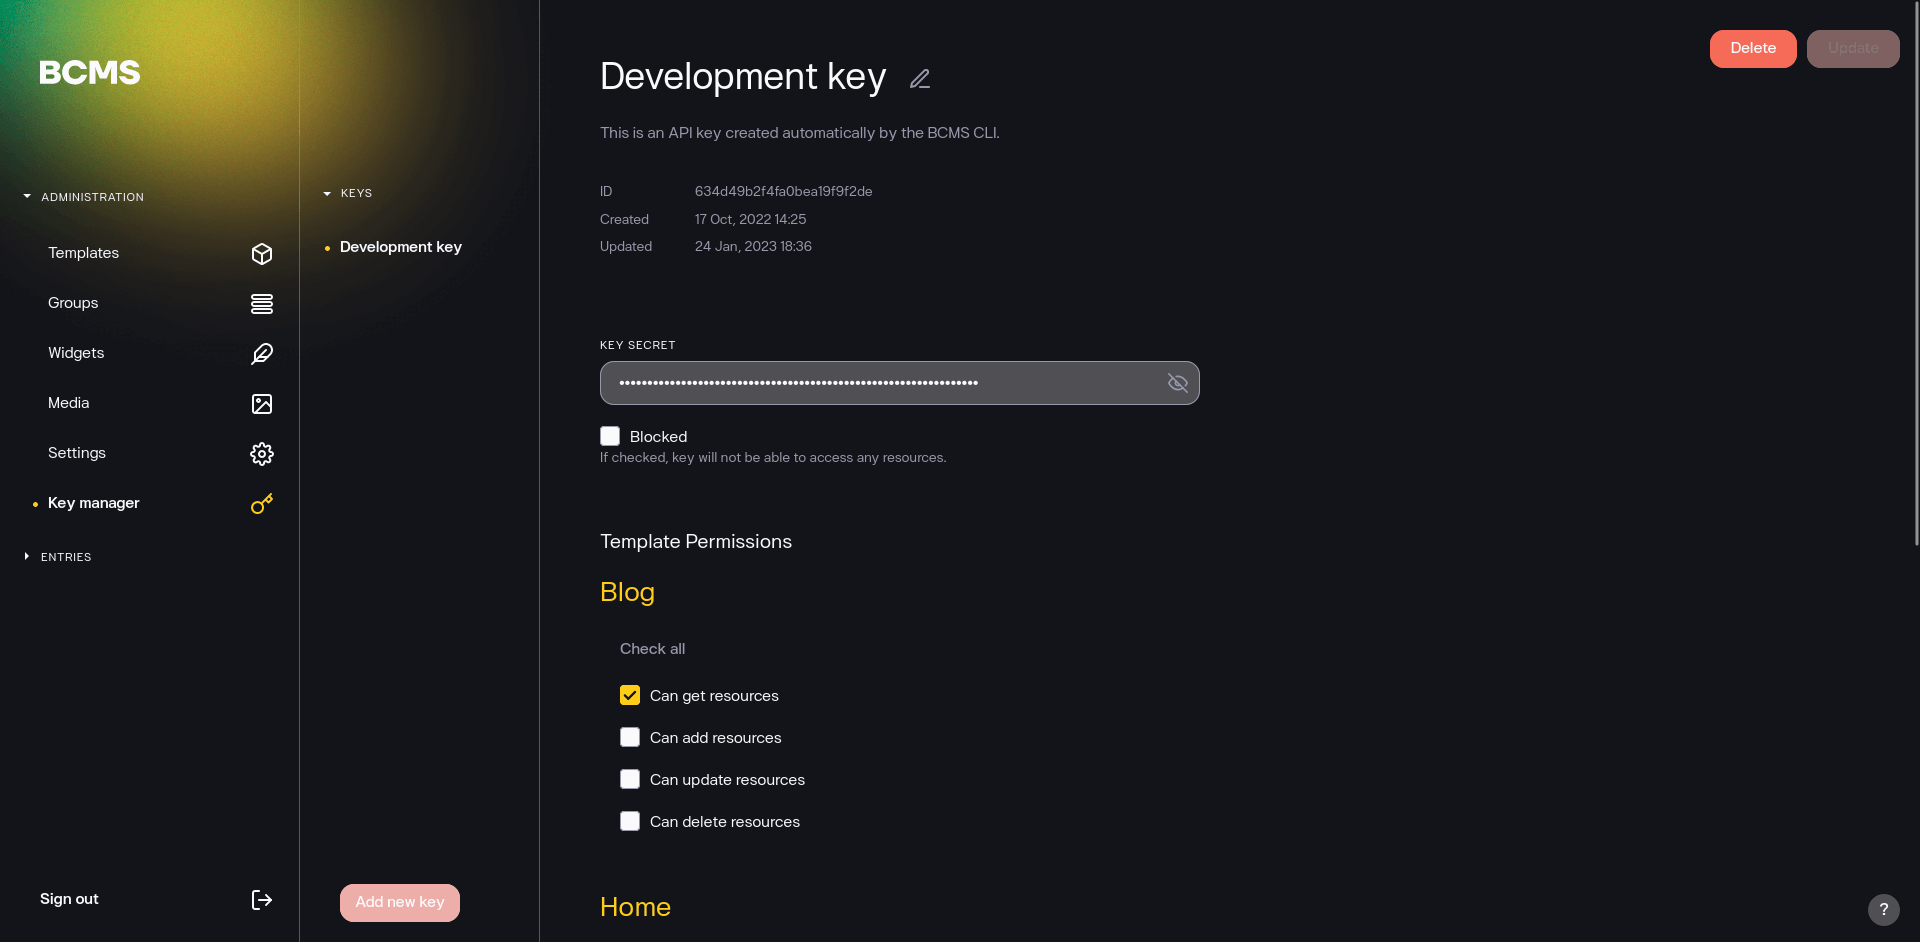 BCMS
ADMINISTRATION
Templates
Groups
Widgets
Media
Settings
Key manager
ENTRIES
Sign out
KEYS
Development key
Add new key
Delete
Update
Development key
This is an API key created automatically by the BCMS CLI.
ID 634d49b2f4fa0bea19f9f2de
Created 17 Oct, 2022 14:25
Updated 24 Jan, 2023 18:36
KEY SECRET
Blocked
If checked, key will not be able to access any resources.
Template Permissions
Blog
Check all
Can get resources
Can add resources
Can update resources
Can delete resources
Home
?